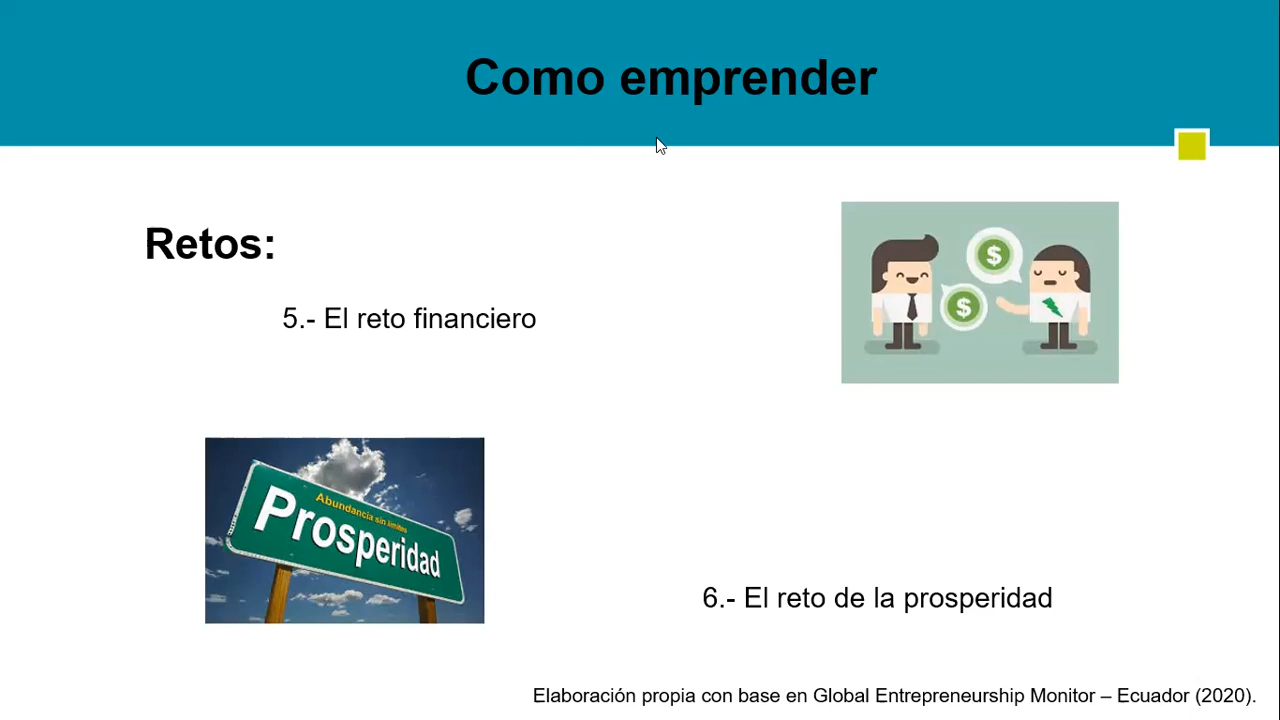 Como emprender
Retos:
5.- El reto financiero
$
$
Abundancia sin límites
Prosperidad
6.- El reto de la prosperidad
Elaboración propia con base en Global Entrepreneurship Monitor – Ecuador (2020).